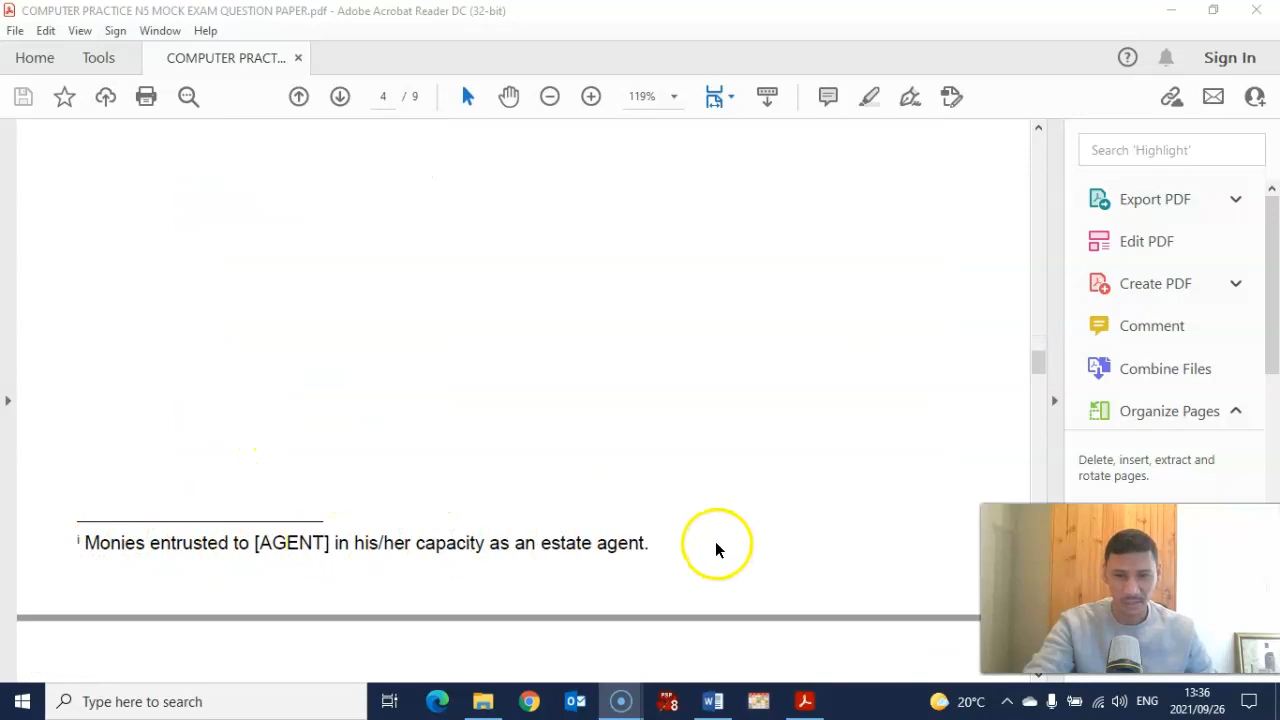 COMPUTER PRACTICE N5 MOCK EXAM QUESTION PAPER.pdf - Adobe Acrobat Reader DC (32-bit)
File Edit View Sign Window Help
Home Tools COMPUTER PRACT... × Sign In
4 / 9 119%
Search 'Highlight'
Export PDF
Edit PDF
Create PDF
Comment
Combine Files
Organize Pages
Delete, insert, extract and
rotate pages.
i Monies entrusted to [AGENT] in his/her capacity as an estate agent.
Type here to search
20°C ENG 13:36
2021/09/26